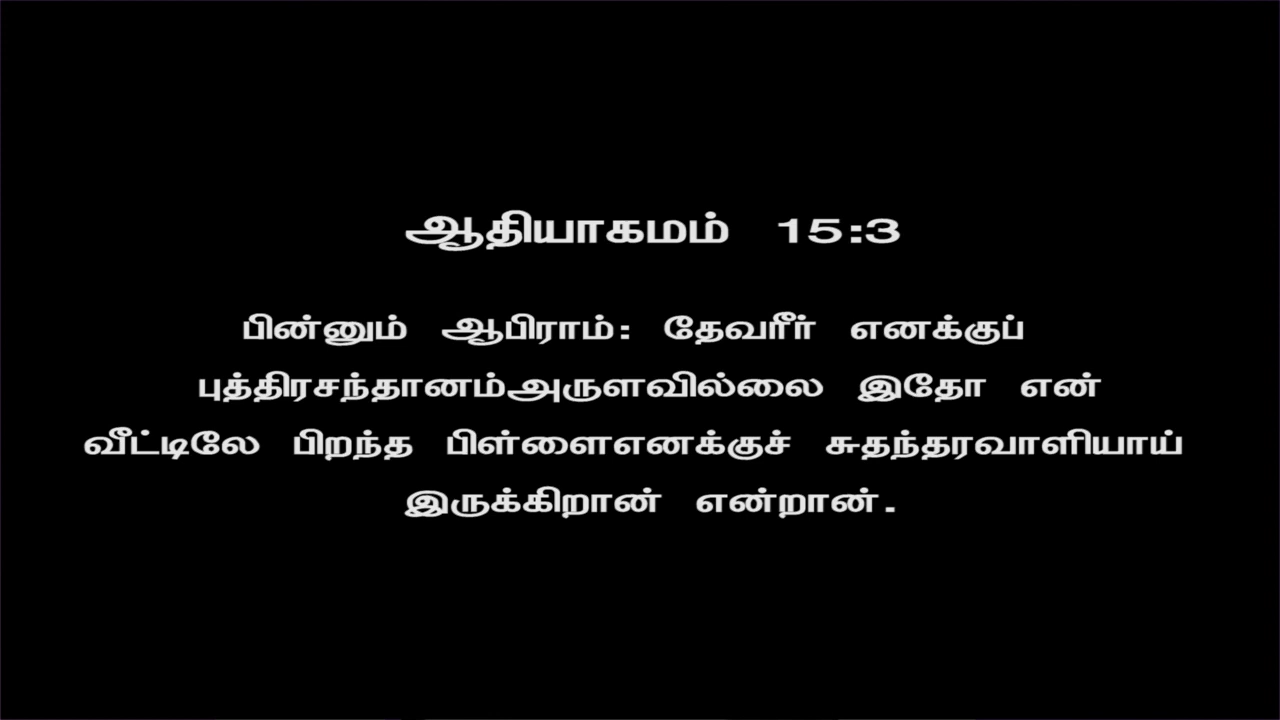 ஆதியாகமம் 15:3
பின்னும் ஆபிராம்: தேவரீர் எனக்குப்
புத்திரசந்தானம்அருளவில்லை இதோ என்
வீட்டிலே பிறந்த பிள்ளைஎனக்குச் சுதந்தரவாளியாய்
இருக்கிறான் என்றான்.